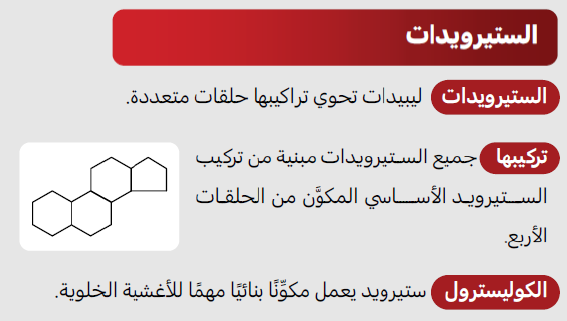 الستيرويدات
الستيرويدات ليبيدات تحوي تراكيبها حلقات متعددة.
تركيبها جميع الستيرويدات مبنية من تركيب
الستيرويد الأساسي المكوَّن من الحلقات
الأربع.
الكوليسترول ستيرويد يعمل مكوِّنًا بنائيًا مهمًا للأغشية الخلوية.